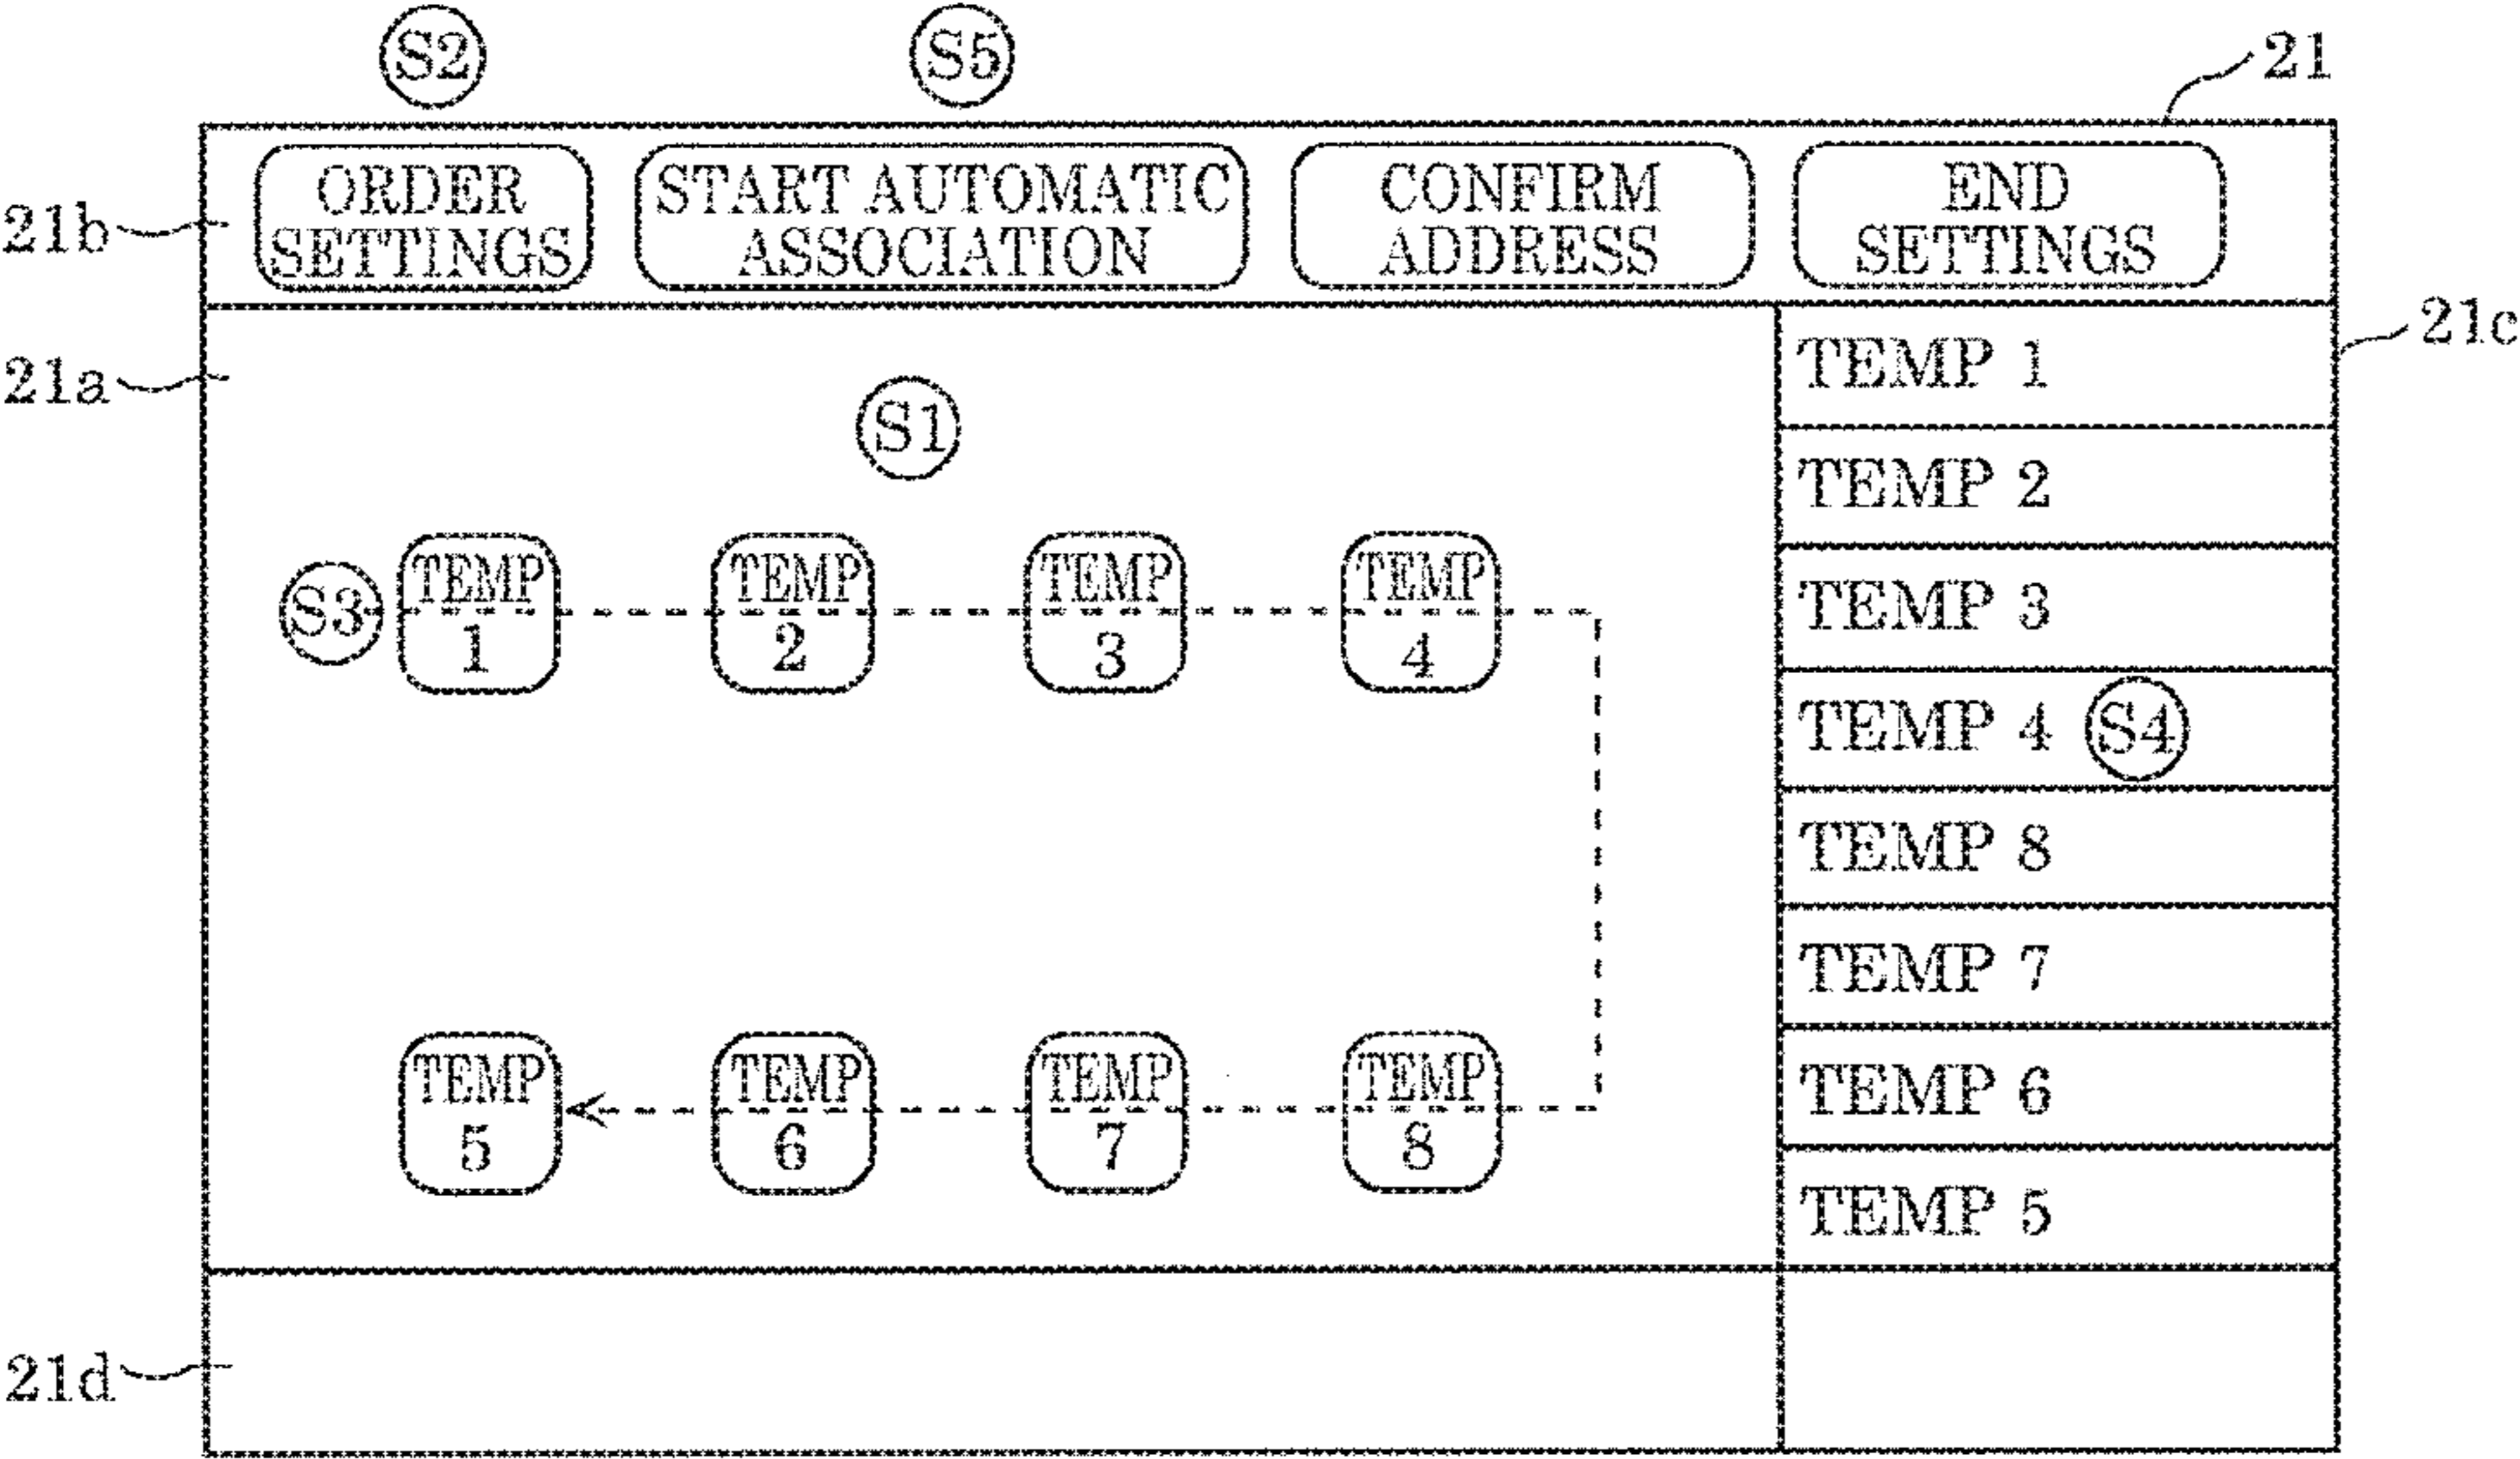 S2
S5
21
21b
ORDER
SETTINGS
START AUTOMATIC
ASSOCIATION
CONFIRM
ADDRESS
END
SETTINGS
21c
21a
S1
S3
TEMP
1
TEMP
2
TEMP
3
TEMP
4
TEMP
5
TEMP
6
TEMP
7
TEMP
8
TEMP 1
TEMP 2
TEMP 3
TEMP 4
S4
TEMP 8
TEMP 7
TEMP 6
TEMP 5
21d